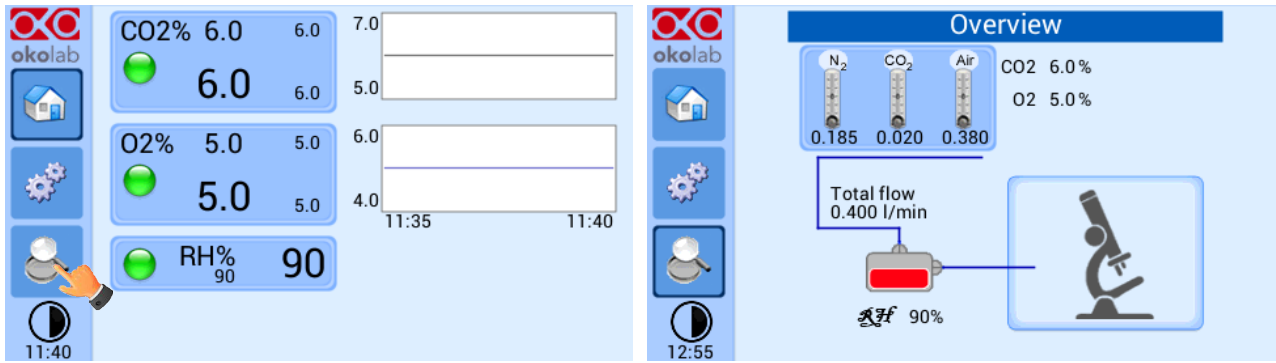 okolab
CO2% 6.0 6.0
6.0 6.0
O2% 5.0 5.0
5.0 5.0
RH% 90
90
7.0
5.0
6.0
4.0
11:35 11:40
11:40
okolab
Overview
N2 CO2 Air
0.185 0.020 0.380
CO2 6.0%
O2 5.0%
Total flow
0.400 l/min
RH 90%
12:55